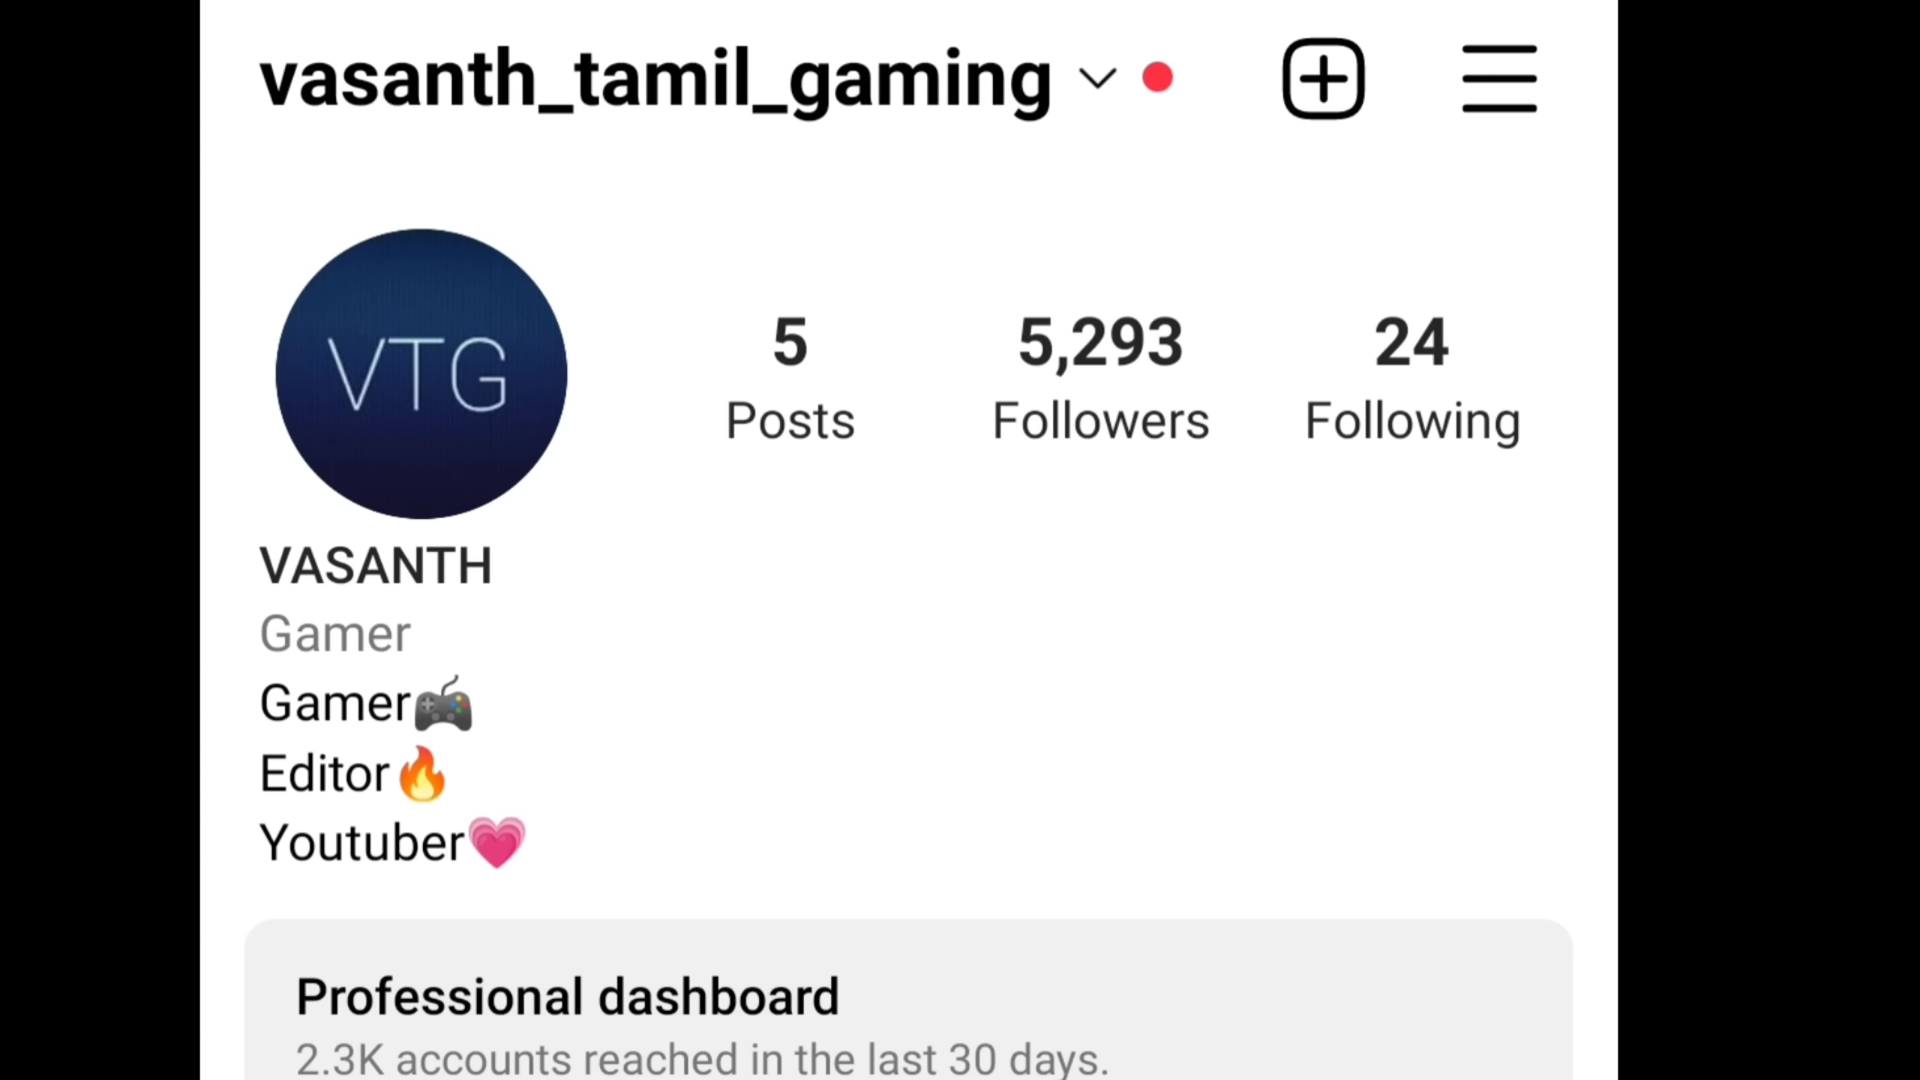 vasanth_tamil_gaming
VTG
5 5,293 24
Posts Followers Following
VASANTH
Gamer
Gamer🎮
Editor🔥
Youtuber💗
Professional dashboard
2.3K accounts reached in the last 30 days.